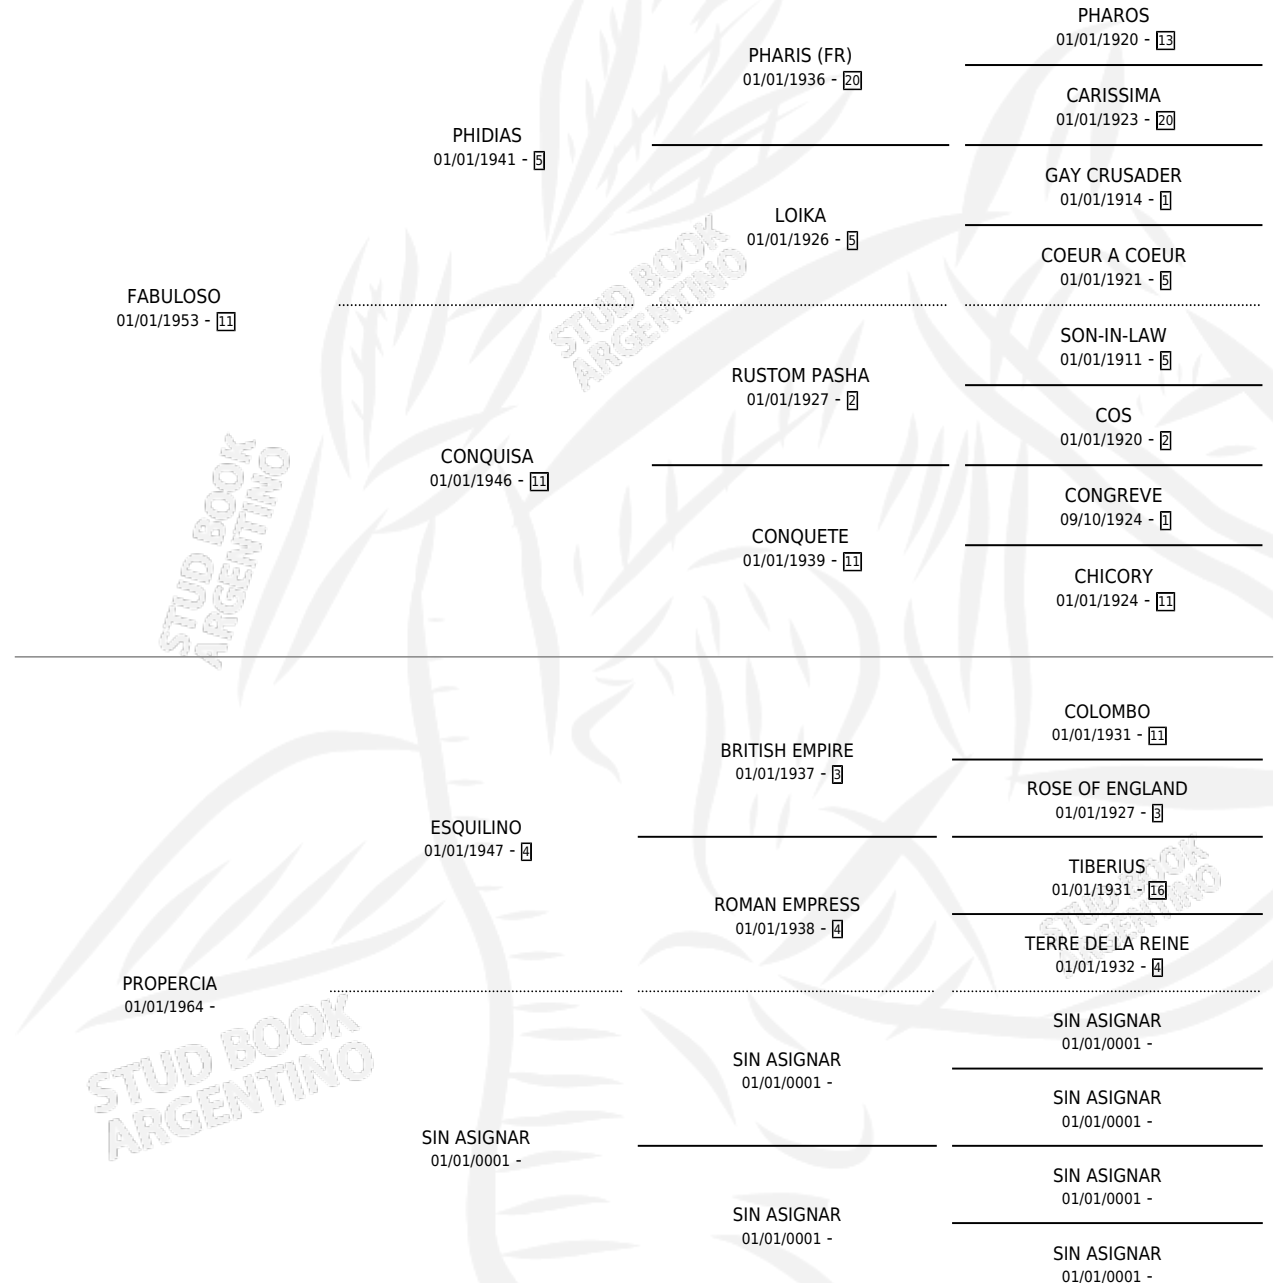 PHAROS
01/01/1920 - 13
PHARIS (FR)
01/01/1936 - 20
CARISSIMA
01/01/1923 - 20
PHIDIAS
01/01/1941 - 5
GAY CRUSADER
01/01/1914 - 1
LOIKA
01/01/1926 - 5
COEUR A COEUR
01/01/1921 - 5
STUD BOOK
ARGENTINO
FABULOSO
01/01/1953 - 11
SON-IN-LAW
01/01/1911 - 5
RUSTOM PASHA
01/01/1927 - 2
COS
01/01/1920 - 2
CONQUISA
01/01/1946 - 11
CONGREVE
09/10/1924 - 1
CONQUETE
01/01/1939 - 11
CHICORY
01/01/1924 - 11
STUD BOOK
ARGENTINO
COLOMBO
01/01/1931 - 11
BRITISH EMPIRE
01/01/1937 - 3
ROSE OF ENGLAND
01/01/1927 - 3
ESQUILINO
01/01/1947 - 4
TIBERIUS
01/01/1931 - 16
ROMAN EMPRESS
01/01/1938 - 4
TERRE DE LA REINE
01/01/1932 - 4
STUD BOOK
ARGENTINO
PROPERCIA
01/01/1964 -
SIN ASIGNAR
01/01/0001 -
SIN ASIGNAR
01/01/0001 -
SIN ASIGNAR
01/01/0001 -
STUD BOOK
ARGENTINO
SIN ASIGNAR
01/01/0001 -
SIN ASIGNAR
01/01/0001 -
SIN ASIGNAR
01/01/0001 -
SIN ASIGNAR
01/01/0001 -